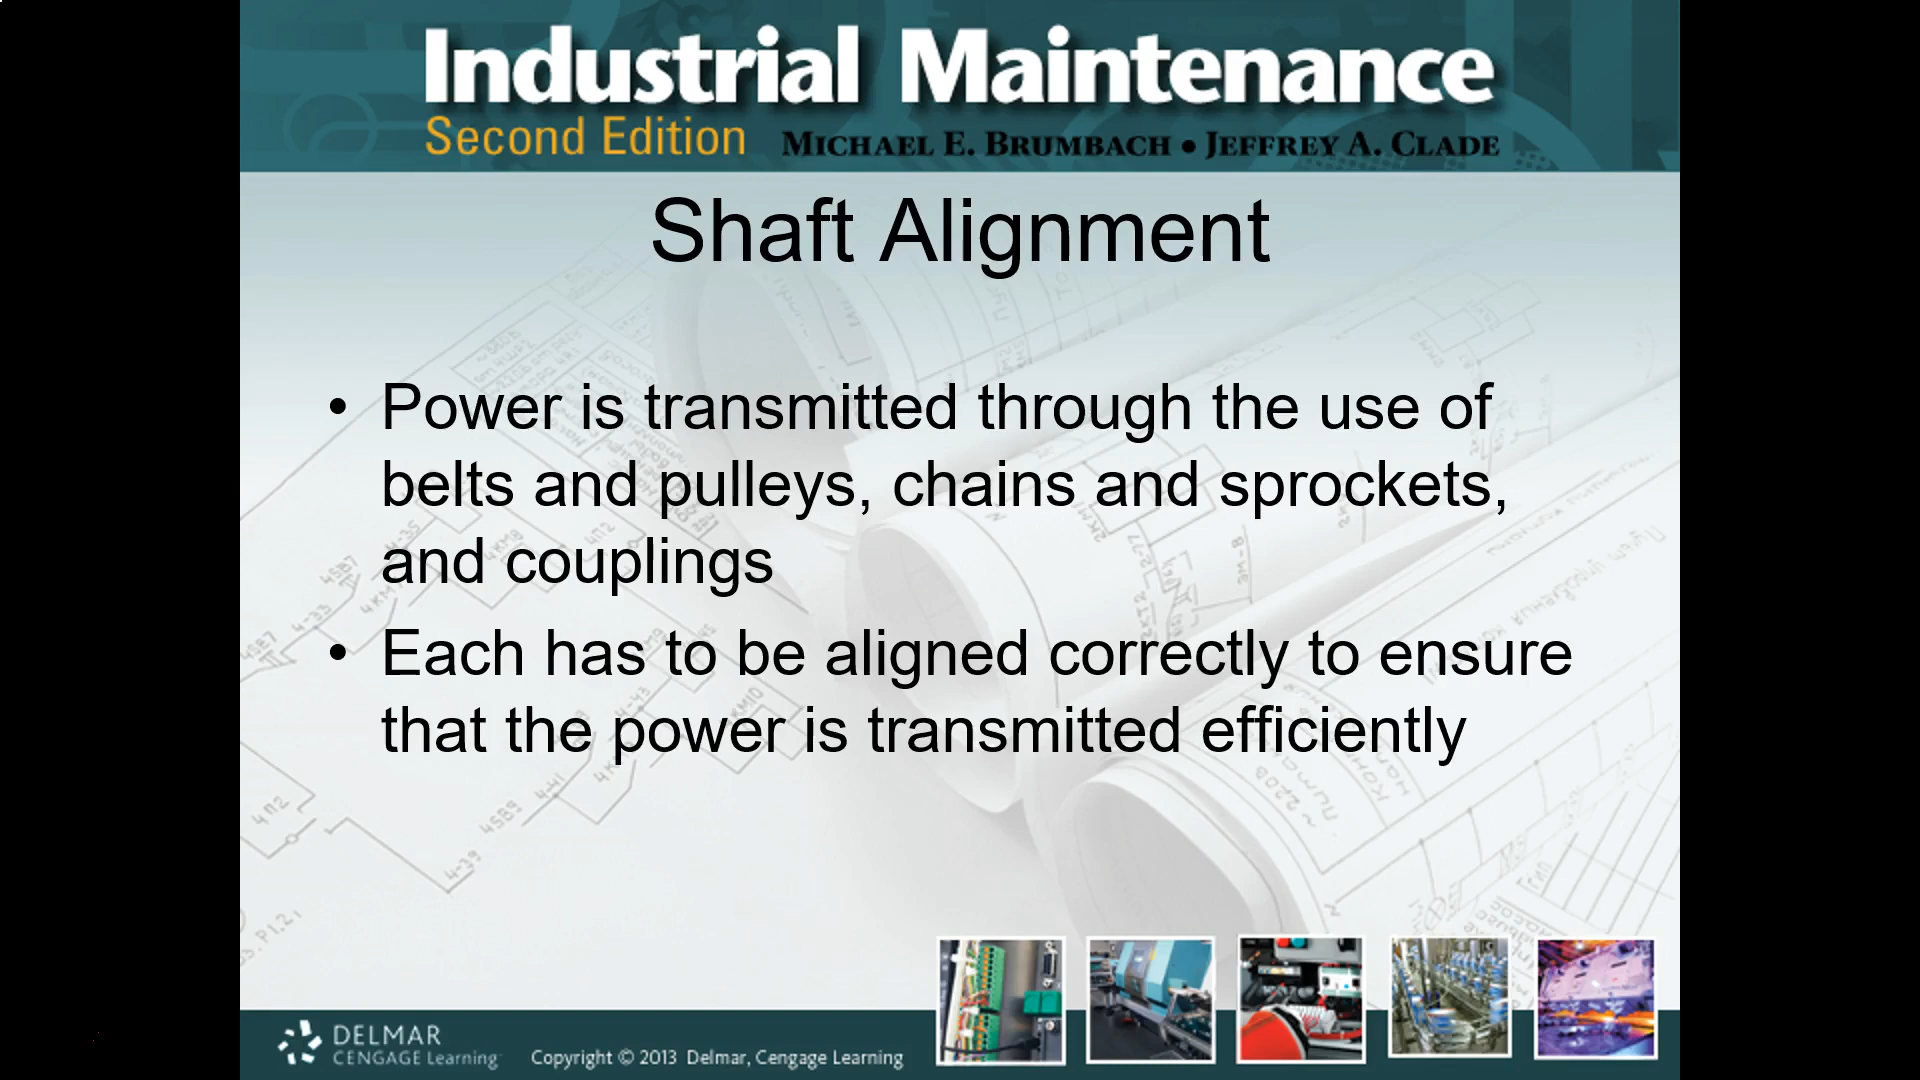 Industrial Maintenance
Second Edition MICHAEL E. BRUMBACH • JEFFREY A. CLADE
Shaft Alignment
• Power is transmitted through the use of
belts and pulleys, chains and sprockets,
and couplings
• Each has to be aligned correctly to ensure
that the power is transmitted efficiently
DELMAR
CENGAGE Learning
Copyright © 2013 Delmar, Cengage Learning